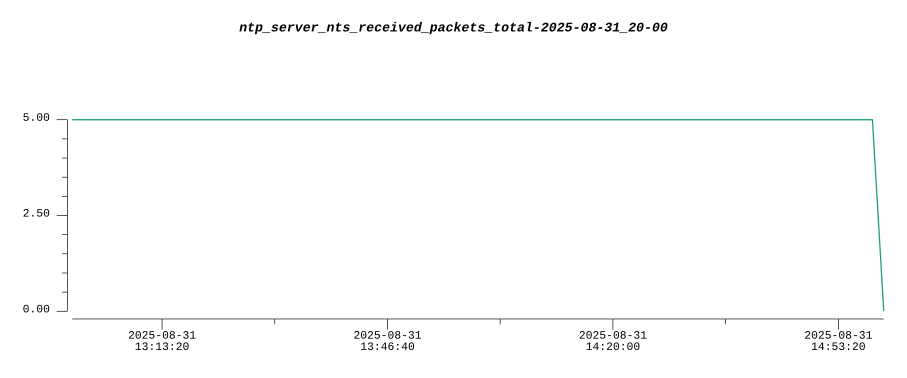 ntp_server_nts_received_packets_total-2025-08-31_20-00
5.00
2.50
0.00
2025-08-31 2025-08-31 2025-08-31 2025-08-31
13:13:20 13:46:40 14:20:00 14:53:20